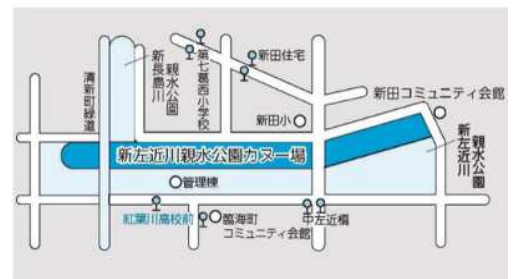 清新町緑道
新長島川
親水公園
第七葛西小学校
新田住宅
新田コミュニティ会館
新田小
新左近川親水公園カヌー場
新左近川
親水公園
管理棟
紅葉川高校前
臨海町
コミュニティ会館
中左近橋